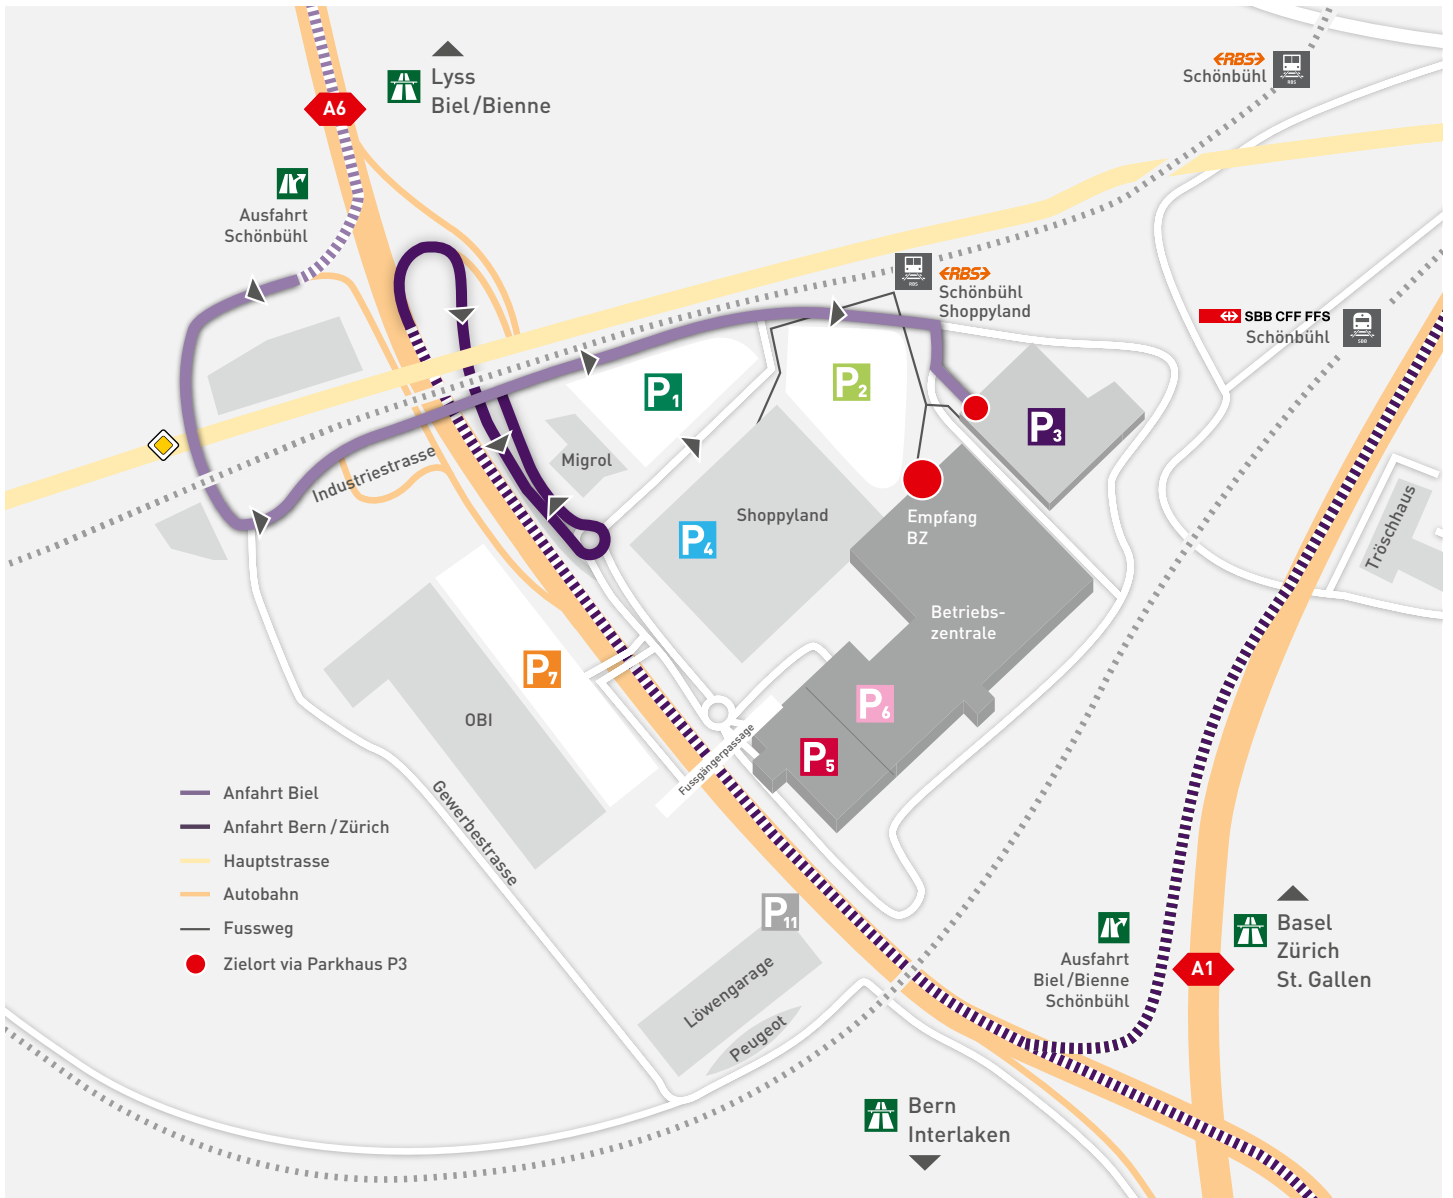 Lyss
Biel/Bienne
A6
Ausfahrt
Schönbühl
RBS
Schönbühl
RBS
RBS
Schönbühl
Shoppyland
RBS
SBB CFF FFS
Schönbühl
SBB
P1
P2
P3
Migrol
Industriestrasse
Shoppyland
P4
Empfang
BZ
Tröschhaus
Betriebs-
zentrale
P7
OBI
P6
P5
Fussgängerpassage
Gewerbestrasse
Anfahrt Biel
Anfahrt Bern/Zürich
Hauptstrasse
Autobahn
Fussweg
Zielort via Parkhaus P3
P11
Löwengarage
Peugeot
Ausfahrt
Biel/Bienne
Schönbühl
A1
Basel
Zürich
St. Gallen
Bern
Interlaken